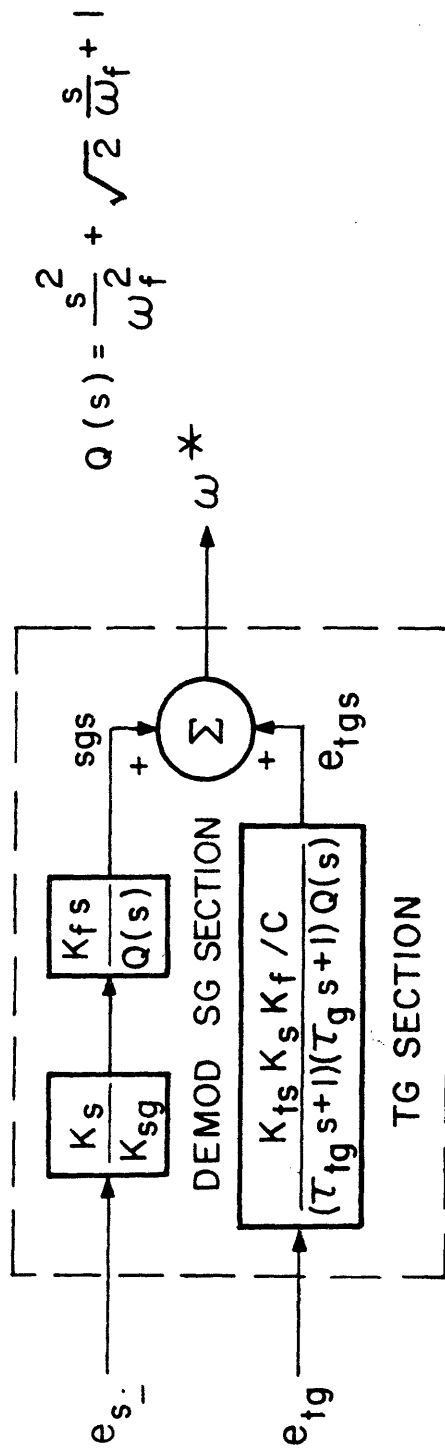 Q(s) = s²/ω_f² + √2 s/ω_f + 1
e_s
K_s/K_sg
K_f s/Q(s)
sgs
+
Σ
ω*
DEMOD SG SECTION
+
e_tg
K_ts K_s K_f /C/(τ_tg s+1)(τ_g s+1) Q(s)
e_tgs
TG SECTION